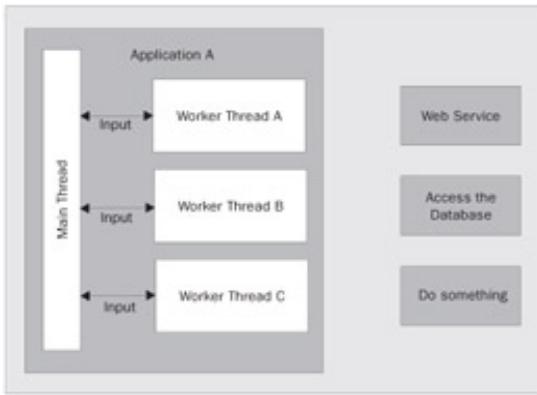 Application A
Main Thread
Input
Worker Thread A
Input
Worker Thread B
Input
Worker Thread C
Web Service
Access the
Database
Do something